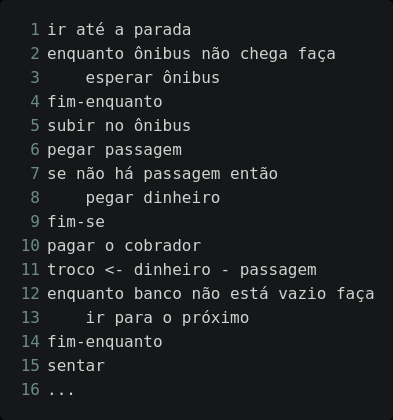 1 ir até a parada
2 enquanto ônibus não chega faça
3     esperar ônibus
4 fim-enquanto
5 subir no ônibus
6 pegar passagem
7 se não há passagem então
8     pegar dinheiro
9 fim-se
10 pagar o cobrador
11 troco <- dinheiro - passagem
12 enquanto banco não está vazio faça
13     ir para o próximo
14 fim-enquanto
15 sentar
16 ...